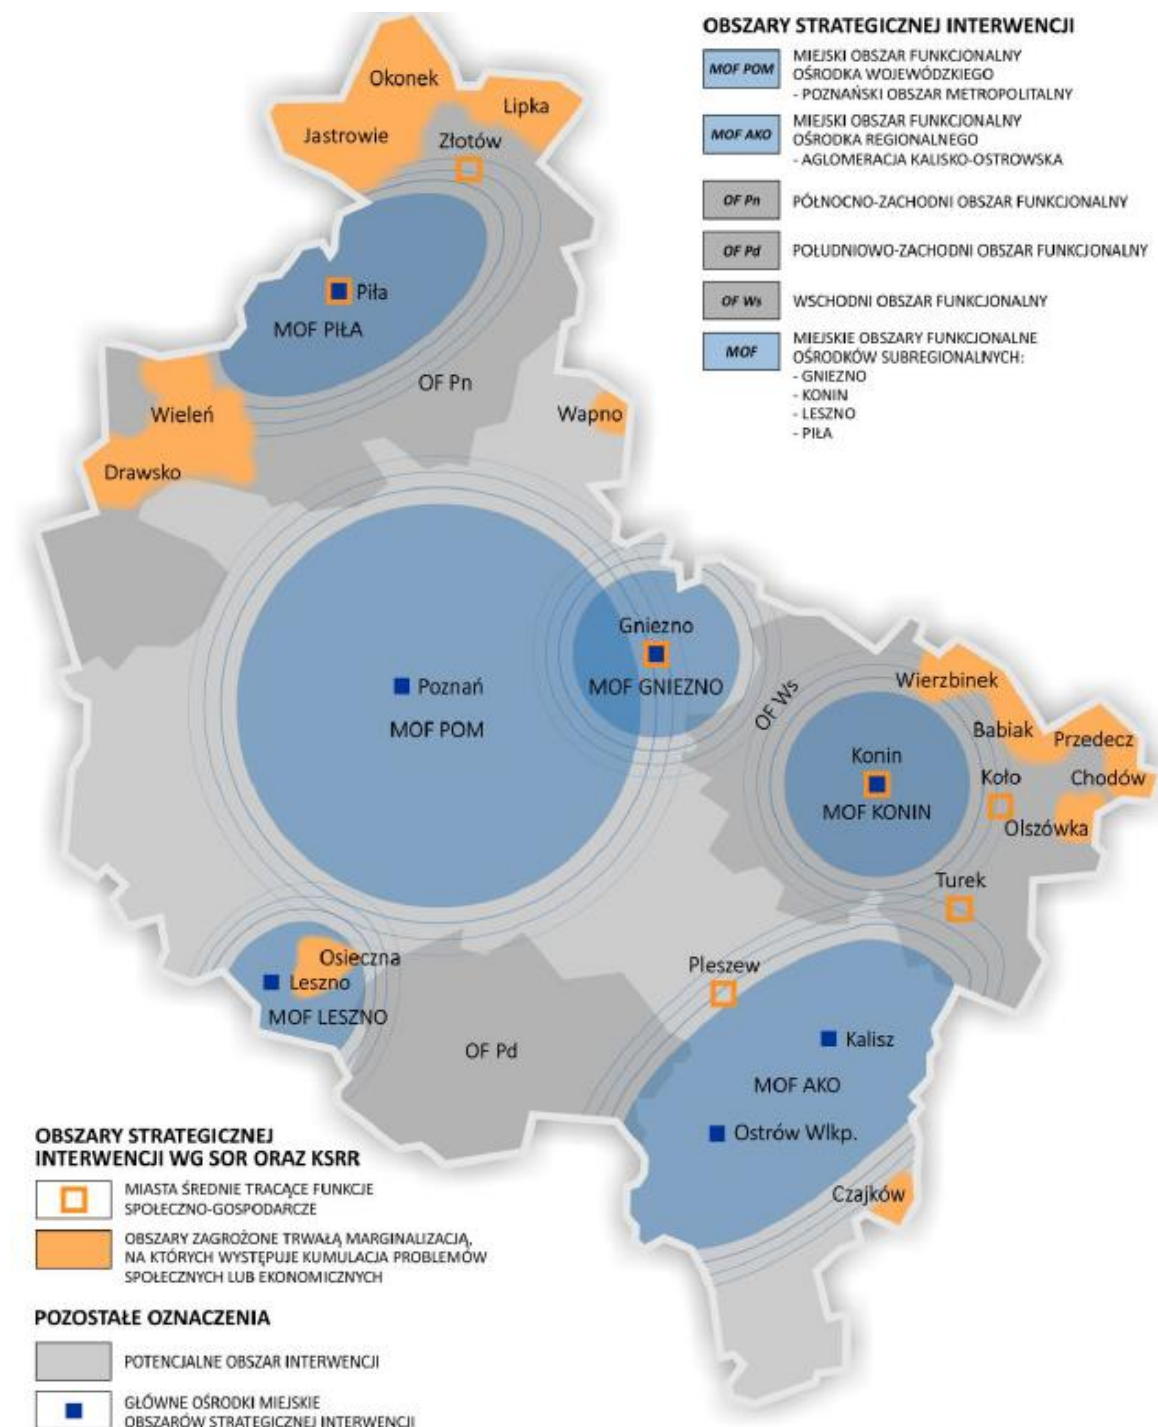 OBSZARY STRATEGICZNEJ INTERWENCJI
MOF POM
MIEJSKI OBSZAR FUNKCJONALNY
OŚRODKA WOJEWÓDZKIEGO
- POZNAŃSKI OBSZAR METROPOLITALNY
MOF AKO
MIEJSKI OBSZAR FUNKCJONALNY
OŚRODKA REGIONALNEGO
- AGLOMERACJA KALISKO-OSTROWSKA
OF Pn
PÓŁNOCNO-ZACHODNI OBSZAR FUNKCJONALNY
OF Pd
POŁUDNIOWO-ZACHODNI OBSZAR FUNKCJONALNY
OF Ws
WSCHODNI OBSZAR FUNKCJONALNY
MOF
MIEJSKIE OBSZARY FUNKCJONALNE
OŚRODKÓW SUBREGIONALNYCH:
- GNIEZNO
- KONIN
- LESZNO
- PIŁA
Okonek
Lipka
Jastrowie
Złotów
Piła
MOF PIŁA
OF Pn
Wieleń
Wapno
Drawsko
Gniezno
MOF GNIEZNO
Poznań
MOF POM
OF Ws
Wierzbinek
Babiak
Przedecz
Konin
Koło
Chodów
MOF KONIN
Olszówka
Turek
Osieczna
Leszno
MOF LESZNO
Pleszew
OF Pd
Kalisz
MOF AKO
Ostrów Wlkp.
Czajków
OBSZARY STRATEGICZNEJ
INTERWENCJI WG SOR ORAZ KSRR
MIASTA ŚREDNIE TRACĄCE FUNKCJE
SPOŁECZNO-GOSPODARCZE
OBSZARY ZAGROŻONE TRWAŁĄ MARGINALIZACJĄ,
NA KTÓRYCH WYSTĘPUJE KUMULACJA PROBLEMÓW
SPOŁECZNYCH LUB EKONOMICZNYCH
POZOSTAŁE OZNACZENIA
POTENCJALNE OBSZAR INTERWENCJI
GŁÓWNE OŚRODKI MIEJSKIE
OBSZARÓW STRATEGICZNEJ INTERWENCJI